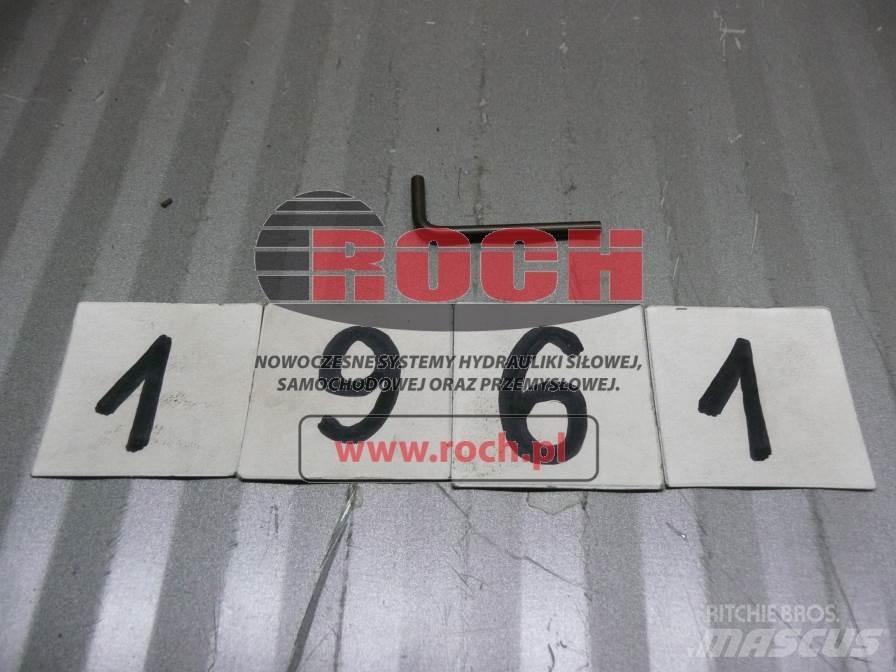 ROCH
NOWOCZESNE SYSTEMY HYDRAULIKI SIŁOWEJ,
SAMOCHODOWEJ ORAZ PRZEMYSŁOWEJ.
1 9 6 1
www.roch.pl
RITCHIE BROS.
MASCUS